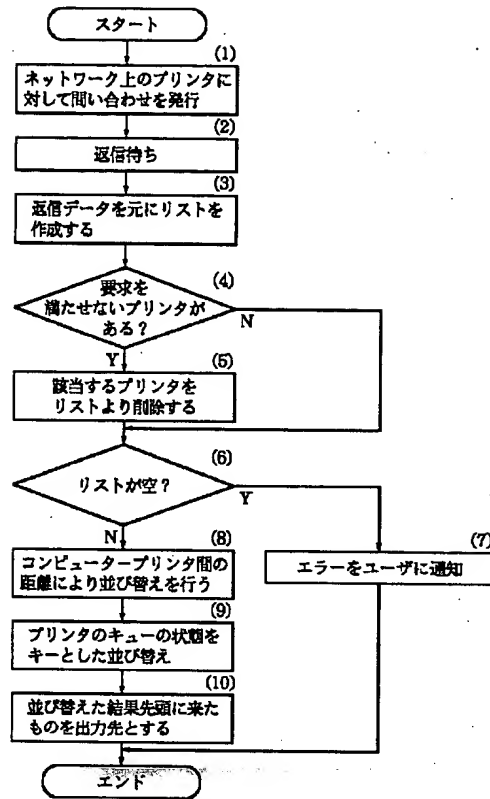 スタート
(1)
ネットワーク上のプリンタに
対して問い合わせを発行
(2)
返信待ち
(3)
返信データを元にリストを
作成する
(4)
要求を
満たせないプリンタが
ある？
N
Y
(5)
該当するプリンタを
リストより削除する
(6)
リストが空？
Y
N
(7)
エラーをユーザに通知
(8)
コンピュータープリンタ間の
距離により並び替えを行う
(9)
プリンタのキューの状態を
キーとした並び替え
(10)
並び替えた結果先頭に来た
ものを出力先とする
エンド